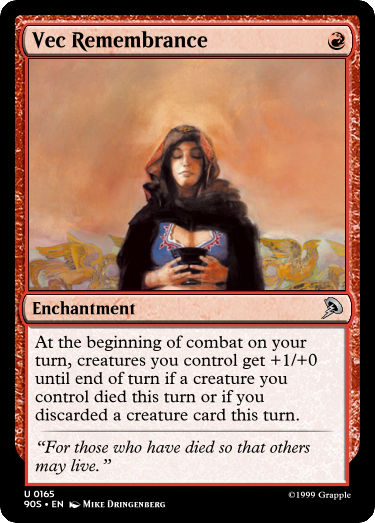 Vec Remembrance
Enchantment
At the beginning of combat on your
turn, creatures you control get +1/+0
until end of turn if a creature you
control died this turn or if you
discarded a creature card this turn.
“For those who have died so that others
may live.”
U 0165
90S • EN Mike Dringenberg
©1999 Grapple